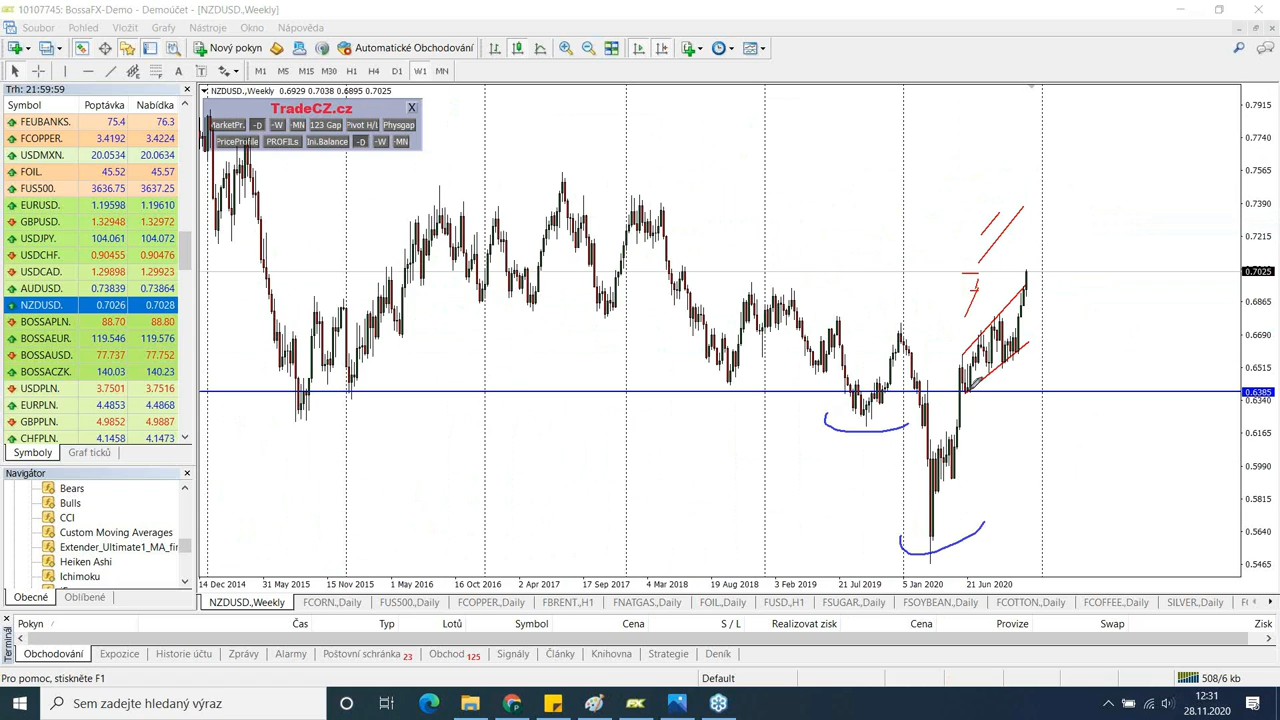 10107745: BossaFX-Demo - Demoúčet - [NZDUSD.,Weekly]
Soubor Pohled Vložit Grafy Nástroje Okno Nápověda
Nový pokyn Automatické Obchodování
A T M1 M5 M15 M30 H1 H4 D1 W1 MN
Trh: 21:59:59
Symbol Poptávka Nabídka
FEUBANKS. 75.4 76.3
FCOPPER. 3.4192 3.4224
USDMXN. 20.0534 20.0634
FOIL. 45.52 45.57
FUS500. 3636.75 3637.25
EURUSD. 1.19598 1.19610
GBPUSD. 1.32948 1.32972
USDJPY. 104.061 104.072
USDCHF. 0.90455 0.90476
USDCAD. 1.29898 1.29923
AUDUSD. 0.73839 0.73864
NZDUSD. 0.7026 0.7028
BOSSAPLN. 88.70 88.80
BOSSAEUR. 119.546 119.576
BOSSAUSD. 77.737 77.752
BOSSACZK. 140.03 140.23
USDPLN. 3.7501 3.7516
EURPLN. 4.4853 4.4868
GBPPLN. 4.9852 4.9887
CHFPLN. 4.1458 4.1473
Symboly Graf ticků
Navigátor
Bears
Bulls
CCI
Custom Moving Averages
Extender_Ultimate1_MA_fir
Heiken Ashi
Ichimoku
Obecné Oblíbené
NZDUSD.,Weekly 0.6929 0.7038 0.6895 0.7025
TradeCZ.cz X
MarketPr. -D -W -MN 123 Gap Pivot H/L Physgap
PriceProfile PROFILs Ini.Balance -D -W -MN
0.7915
0.7740
0.7565
0.7390
0.7215
0.7025
0.6865
0.6690
0.6515
0.6385
0.6340
0.6165
0.5990
0.5815
0.5640
0.5465
14 Dec 2014 31 May 2015 15 Nov 2015 1 May 2016 16 Oct 2016 2 Apr 2017 17 Sep 2017 4 Mar 2018 19 Aug 2018 3 Feb 2019 21 Jul 2019 5 Jan 2020 21 Jun 2020
NZDUSD.,Weekly FCORN.,Daily FUS500.,Daily FCOPPER.,Daily FBRENT.,H1 FNATGAS.,Daily FOIL.,Daily FUSD.,H1 FSUGAR.,Daily FSOYBEAN.,Daily FCOTTON.,Daily FCOFFEE.,Daily SILVER.,Daily
Pokyn Čas Typ Lotů Symbol Cena S / L Realizovat zisk Cena Provize Swap Zisk
Terminál
Obchodování Expozice Historie účtu Zprávy Alarmy Poštovní schránka 23 Obchod 125 Signály Články Knihovna Strategie Deník
Pro pomoc, stiskněte F1 Default 508/6 kb
Sem zadejte hledaný výraz
FX
12:31
28.11.2020